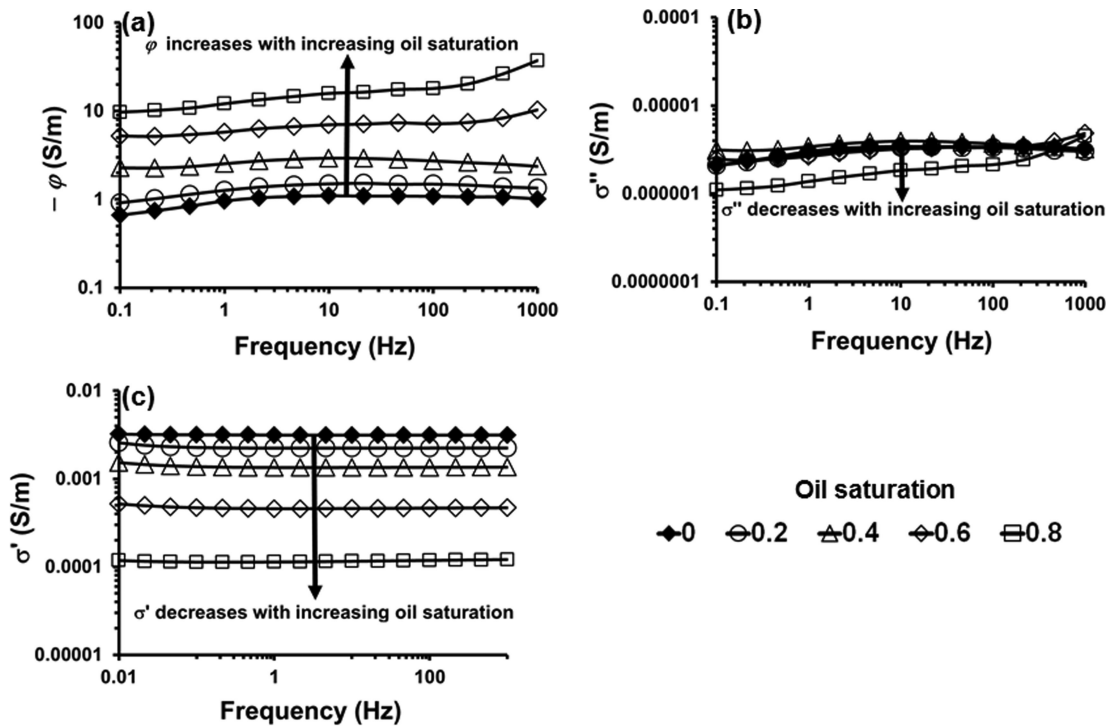 (a)
100
10
1
0.1
− φ (S/m)
φ increases with increasing oil saturation
0.1 1 10 100 1000
Frequency (Hz)
(b)
0.0001
0.00001
0.000001
0.0000001
σ'' (S/m)
σ'' decreases with increasing oil saturation
0.1 1 10 100 1000
Frequency (Hz)
(c)
0.01
0.001
0.0001
0.00001
σ' (S/m)
σ' decreases with increasing oil saturation
0.01 1 100
Frequency (Hz)
Oil saturation
0 0.2 0.4 0.6 0.8